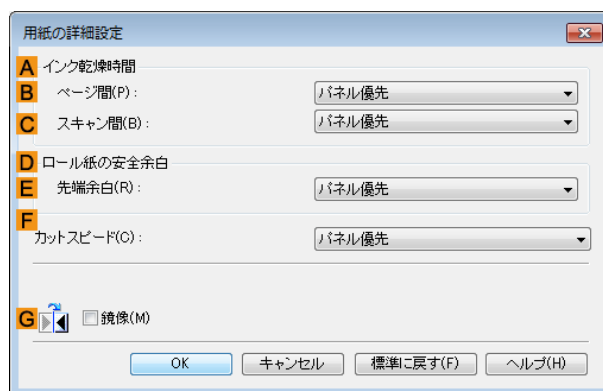 用紙の詳細設定
A インク乾燥時間
B ページ間(P): パネル優先
C スキャン間(B): パネル優先
D ロール紙の安全余白
E 先端余白(R): パネル優先
F
カットスピード(C): パネル優先
G 鏡像(M)
OK キャンセル 標準に戻す(F) ヘルプ(H)